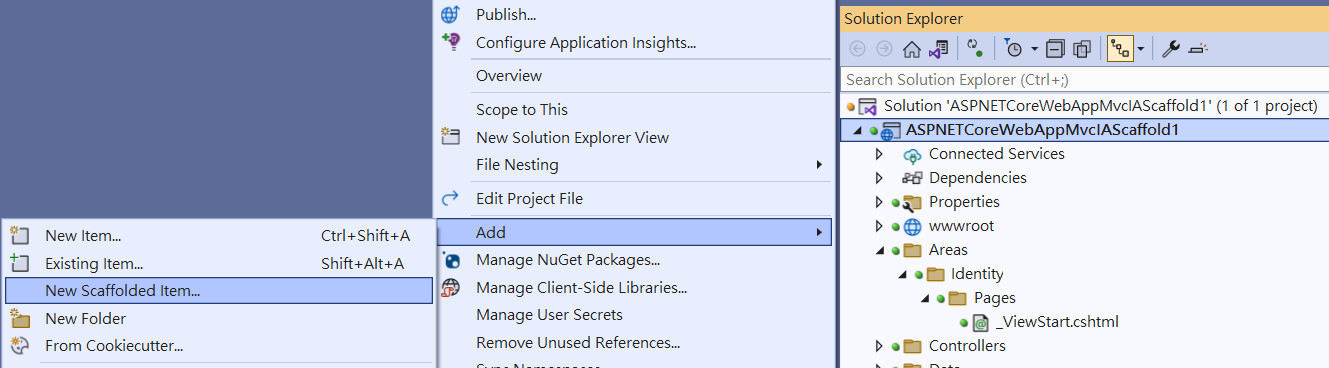 Publish...
Configure Application Insights...
Overview
Scope to This
New Solution Explorer View
File Nesting
Edit Project File
Add
Manage NuGet Packages...
Manage Client-Side Libraries...
Manage User Secrets
Remove Unused References...
Sync Namespaces
New Item... Ctrl+Shift+A
Existing Item... Shift+Alt+A
New Scaffolded Item...
New Folder
From Cookiecutter...
Solution Explorer
Search Solution Explorer (Ctrl+;)
Solution 'ASPNETCoreWebAppMvcIAScaffold1' (1 of 1 project)
ASPNETCoreWebAppMvcIAScaffold1
Connected Services
Dependencies
Properties
wwwroot
Areas
Identity
Pages
_ViewStart.cshtml
Controllers
Data